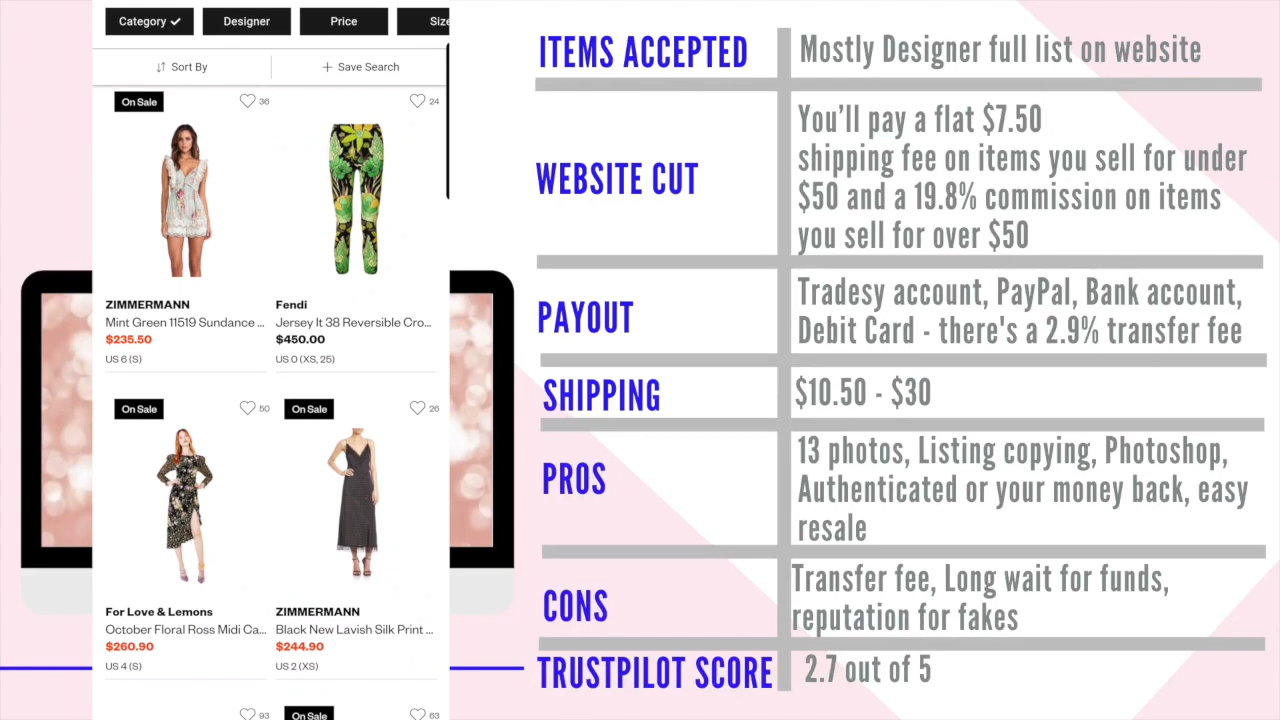 Category ✓
Designer
Price
Size
Sort By
+ Save Search
On Sale
36
24
ZIMMERMANN
Mint Green 11519 Sundance ...
$235.50
US 6 (S)
Fendi
Jersey It 38 Reversible Cro...
$450.00
US 0 (XS, 25)
On Sale
50
On Sale
26
For Love & Lemons
October Floral Ross Midi Ca...
$260.90
US 4 (S)
ZIMMERMANN
Black New Lavish Silk Print ...
$244.90
US 2 (XS)
93
On Sale
63
ITEMS ACCEPTED
Mostly Designer full list on website
WEBSITE CUT
You’ll pay a flat $7.50
shipping fee on items you sell for under
$50 and a 19.8% commission on items
you sell for over $50
PAYOUT
Tradesy account, PayPal, Bank account,
Debit Card - there's a 2.9% transfer fee
SHIPPING
$10.50 - $30
PROS
13 photos, Listing copying, Photoshop,
Authenticated or your money back, easy
resale
CONS
Transfer fee, Long wait for funds,
reputation for fakes
TRUSTPILOT SCORE
2.7 out of 5